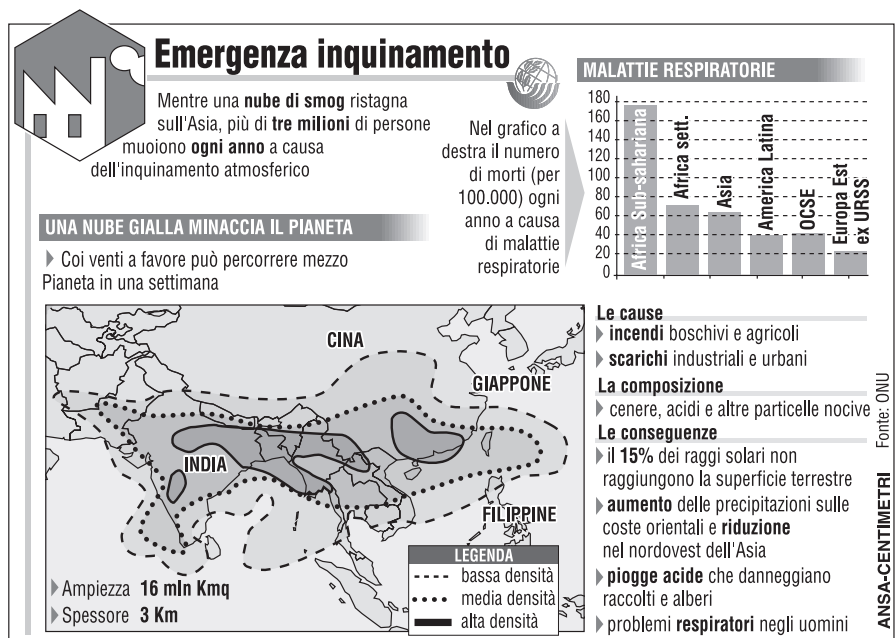 Emergenza inquinamento
Mentre una nube di smog ristagna
sull'Asia, più di tre milioni di persone
muoiono ogni anno a causa
dell'inquinamento atmosferico
Nel grafico a
destra il numero
di morti (per
100.000) ogni
anno a causa
di malattie
respiratorie
MALATTIE RESPIRATORIE
180
160
140
120
100
80
60
40
20
0
Africa Sub-sahariana
Africa sett.
Asia
America Latina
OCSE
Europa Est
ex URSS
UNA NUBE GIALLA MINACCIA IL PIANETA
Coi venti a favore può percorrere mezzo
Pianeta in una settimana
CINA
GIAPPONE
INDIA
FILIPPINE
Ampiezza 16 mln Kmq
Spessore 3 Km
LEGENDA
bassa densità
media densità
alta densità
Le cause
incendi boschivi e agricoli
scarichi industriali e urbani
La composizione
cenere, acidi e altre particelle nocive
Le conseguenze
il 15% dei raggi solari non
raggiungono la superficie terrestre
aumento delle precipitazioni sulle
coste orientali e riduzione
nel nordovest dell'Asia
piogge acide che danneggiano
raccolti e alberi
problemi respiratori negli uomini
ANSA-CENTIMETRI Fonte: ONU